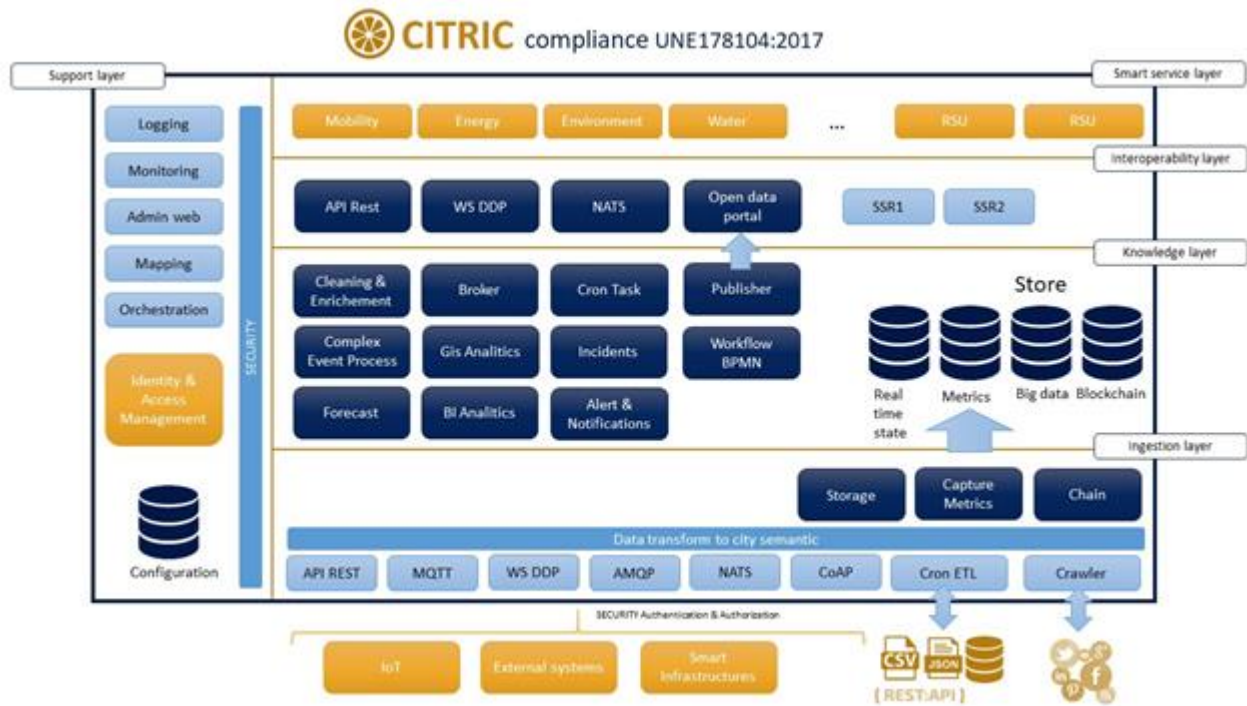 CITRIC compliance UNE178104:2017
Support layer
Smart service layer
Logging
Monitoring
Admin web
Mapping
Orchestration
Identity &
Access
Management
Configuration
SECURITY
Mobility
Energy
Environment
Water
...
RSU
RSU
Interoperability layer
API Rest
WS DDP
NATS
Open data
portal
SSR1
SSR2
Knowledge layer
Cleaning &
Enrichement
Broker
Cron Task
Publisher
Complex
Event Process
Gis Analitics
Incidents
Workflow
BPMN
Forecast
BI Analitics
Alert &
Notifications
Store
Real
time
state
Metrics
Big data
Blockchain
Ingestion layer
Storage
Capture
Metrics
Chain
Data transform to city semantic
API REST
MQTT
WS DDP
AMQP
NATS
CoAP
Cron ETL
Crawler
SECURITY Authentication & Authorization
IoT
External systems
Smart
Infrastructures
CSV
JSON
{ REST:API }